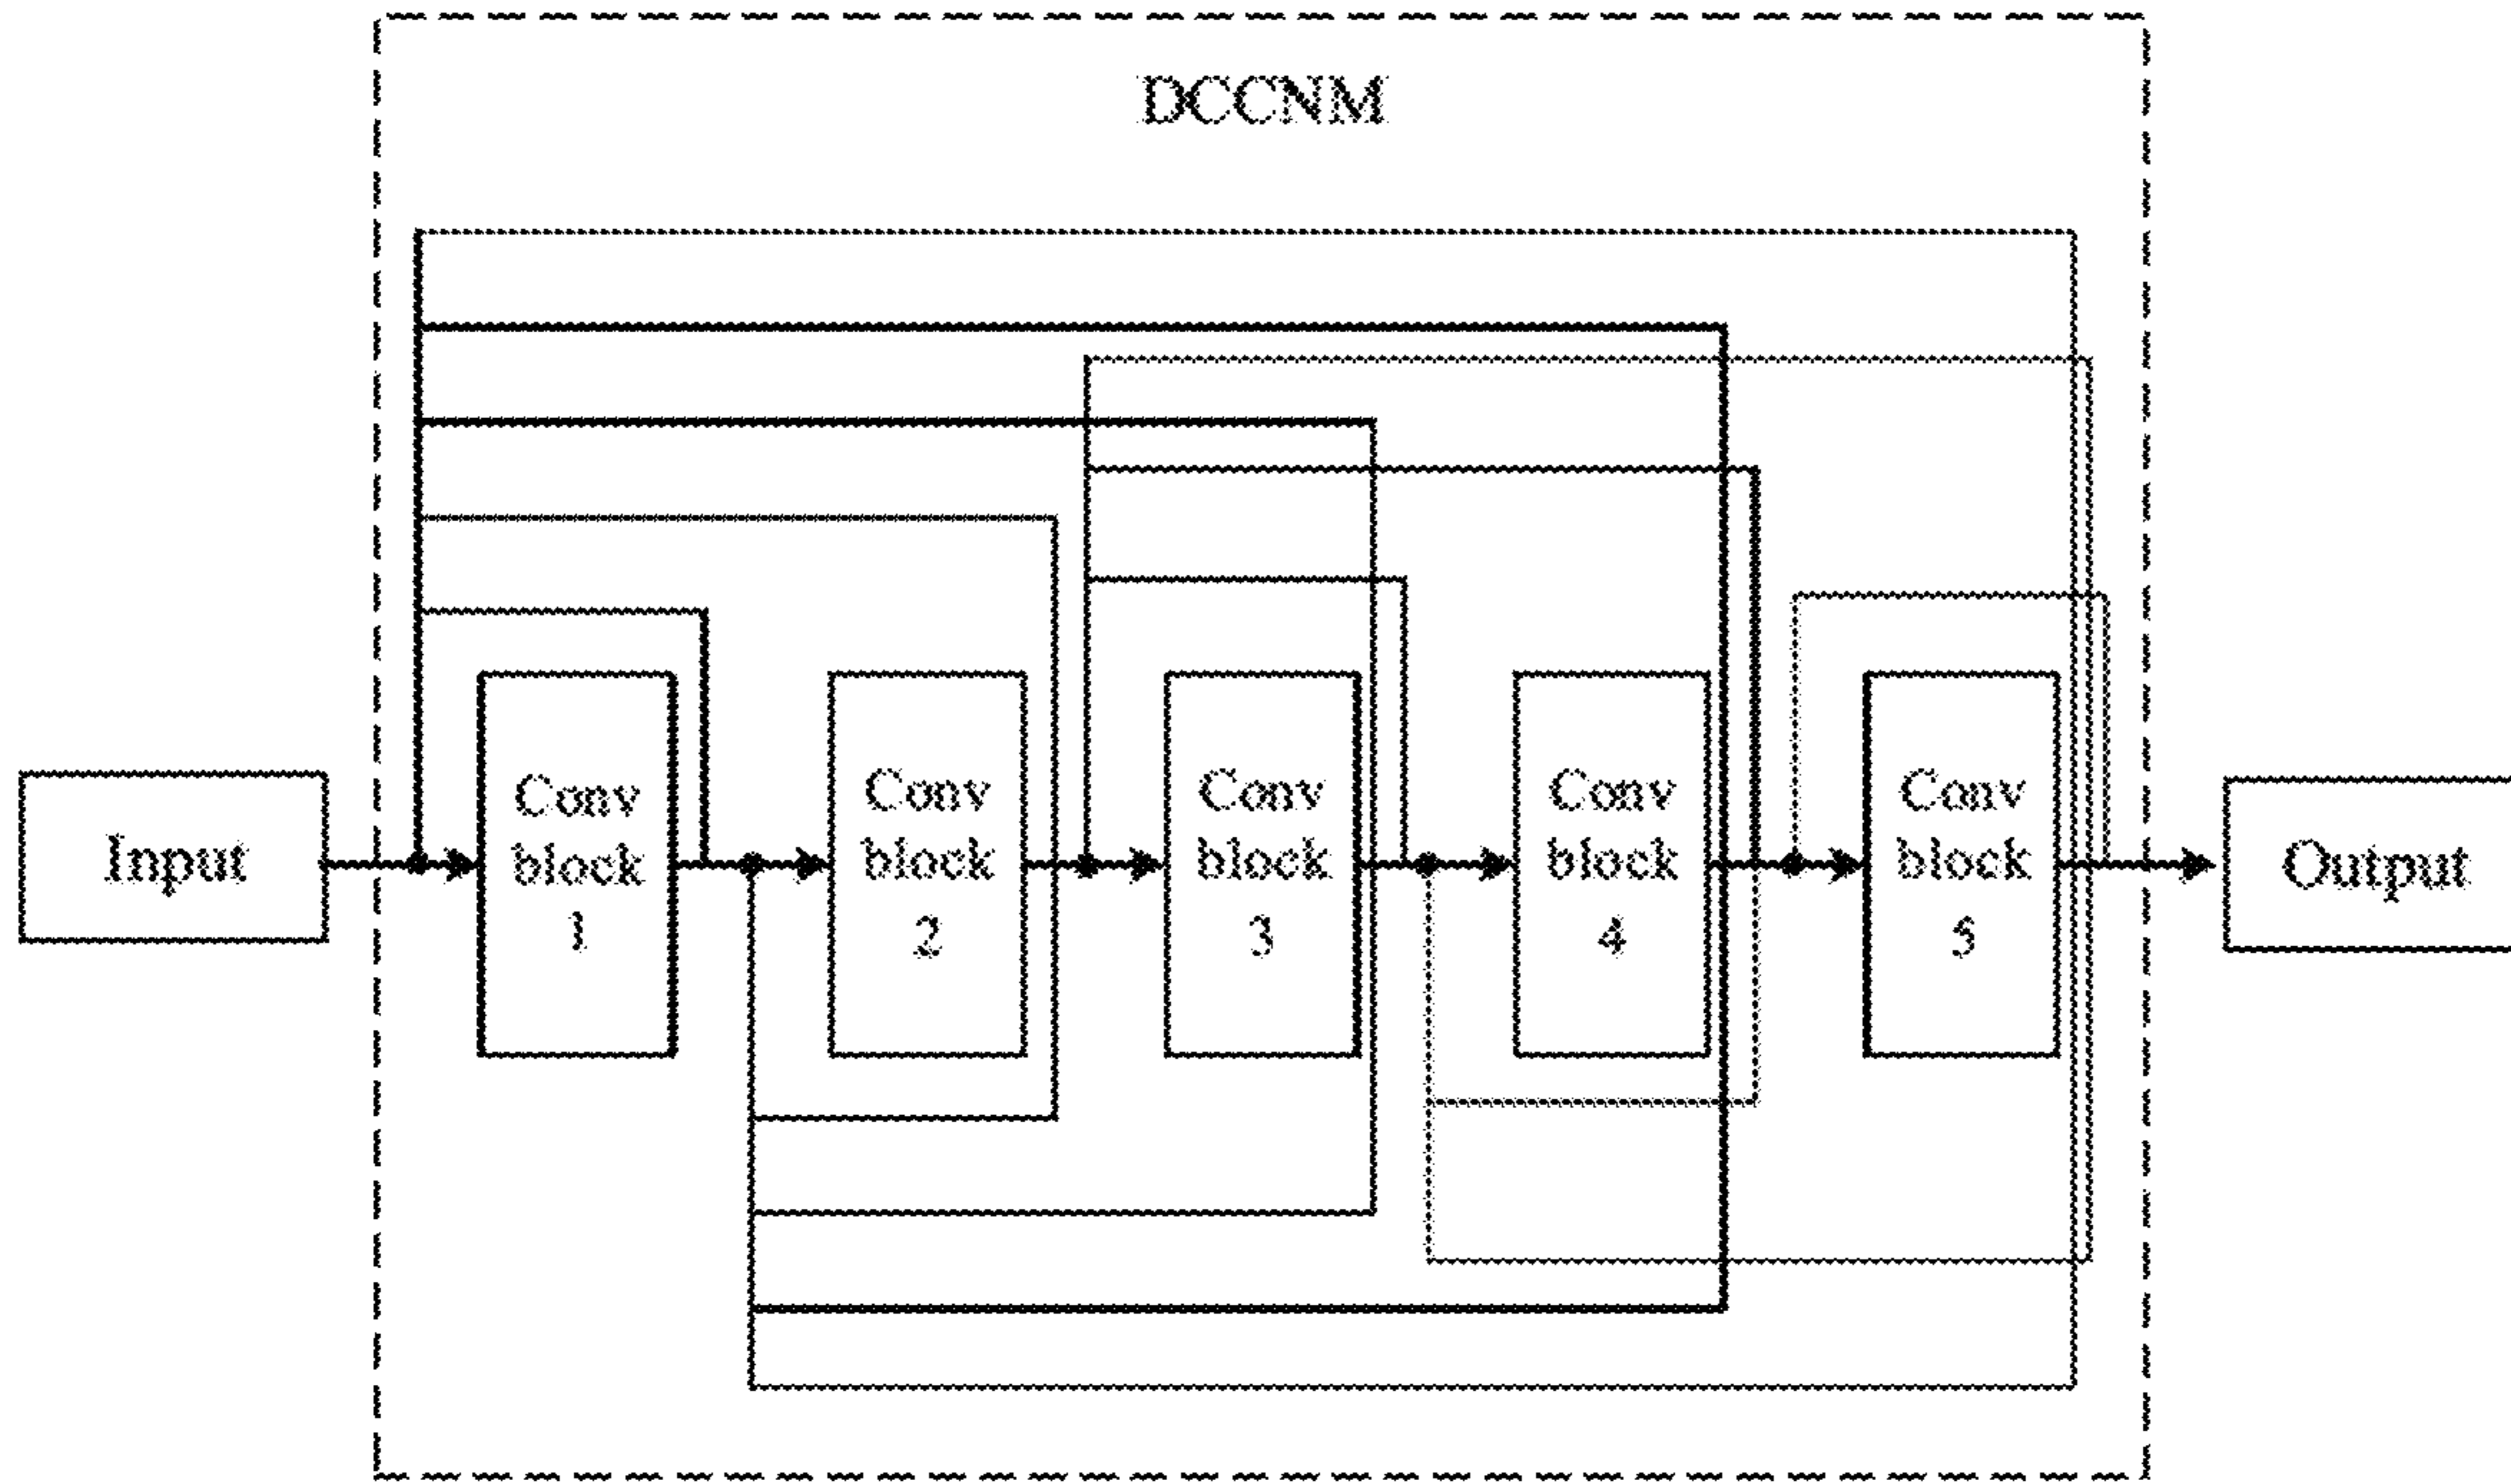 DCCNM
Input
Conv
block
1
Conv
block
2
Conv
block
3
Conv
block
4
Conv
block
5
Output